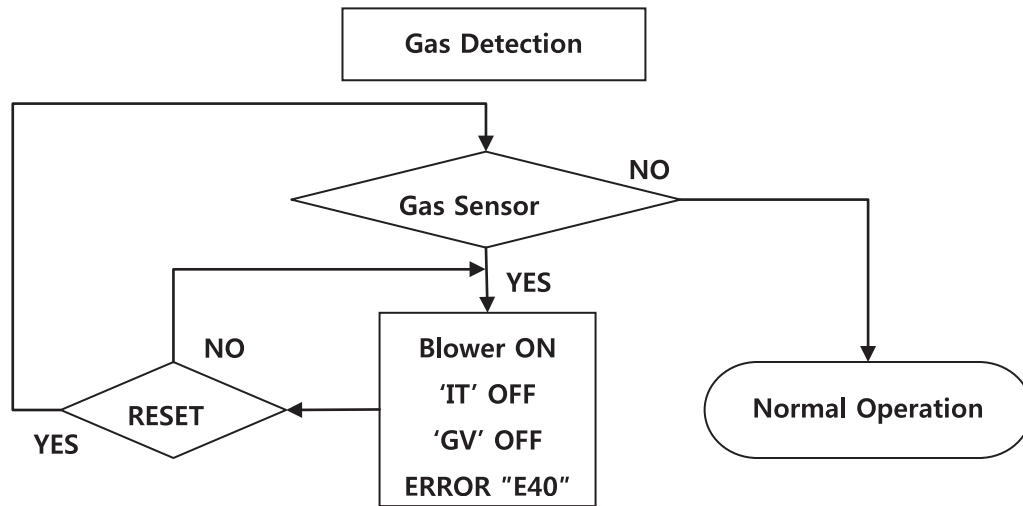 Gas Detection
NO
Gas Sensor
YES
Blower ON
‘IT’ OFF
‘GV’ OFF
ERROR ”E40”
NO
RESET
YES
Normal Operation